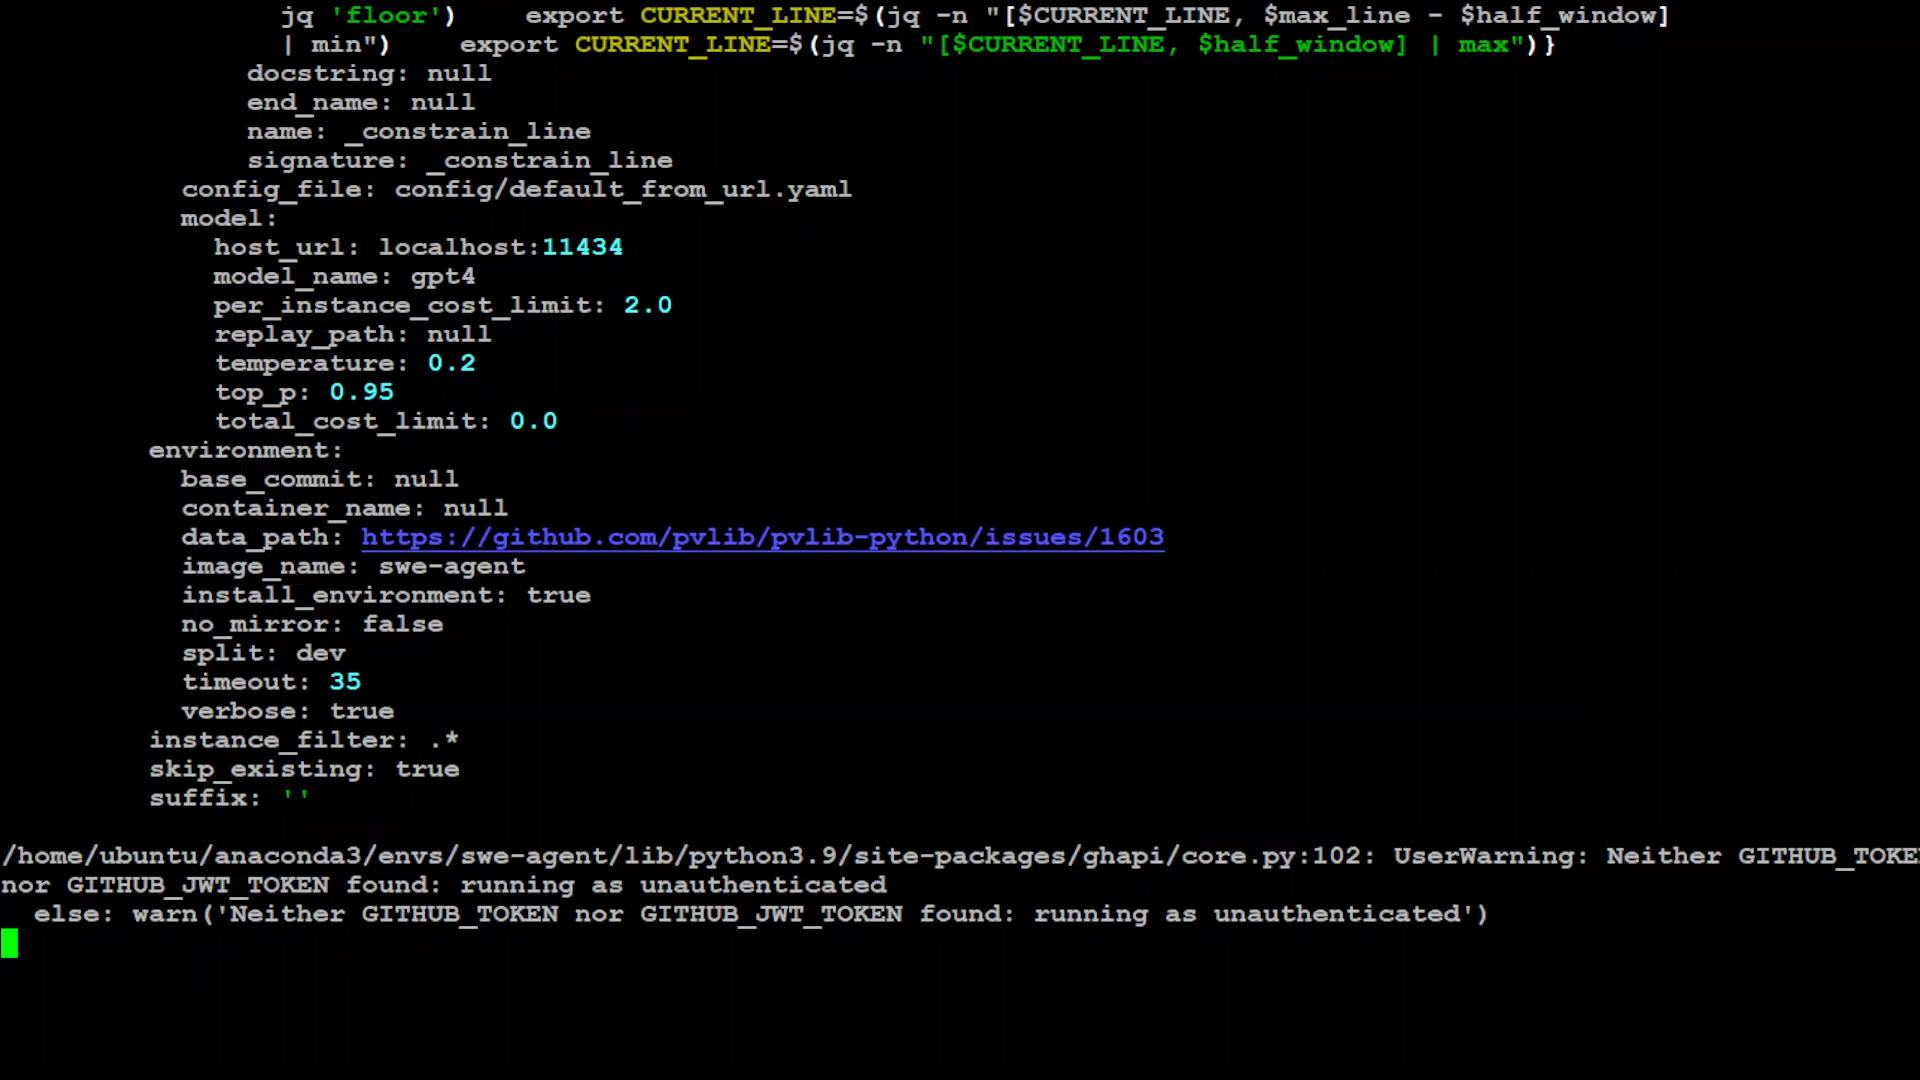 jq 'floor')    export CURRENT_LINE=$(jq -n "[$CURRENT_LINE, $max_line - $half_window]
| min")    export CURRENT_LINE=$(jq -n "[$CURRENT_LINE, $half_window] | max")}
docstring: null
end_name: null
name: _constrain_line
signature: _constrain_line
config_file: config/default_from_url.yaml
model:
host_url: localhost:11434
model_name: gpt4
per_instance_cost_limit: 2.0
replay_path: null
temperature: 0.2
top_p: 0.95
total_cost_limit: 0.0
environment:
base_commit: null
container_name: null
data_path: https://github.com/pvlib/pvlib-python/issues/1603
image_name: swe-agent
install_environment: true
no_mirror: false
split: dev
timeout: 35
verbose: true
instance_filter: .*
skip_existing: true
suffix: ''
/home/ubuntu/anaconda3/envs/swe-agent/lib/python3.9/site-packages/ghapi/core.py:102: UserWarning: Neither GITHUB_TOKE
nor GITHUB_JWT_TOKEN found: running as unauthenticated
else: warn('Neither GITHUB_TOKEN nor GITHUB_JWT_TOKEN found: running as unauthenticated')